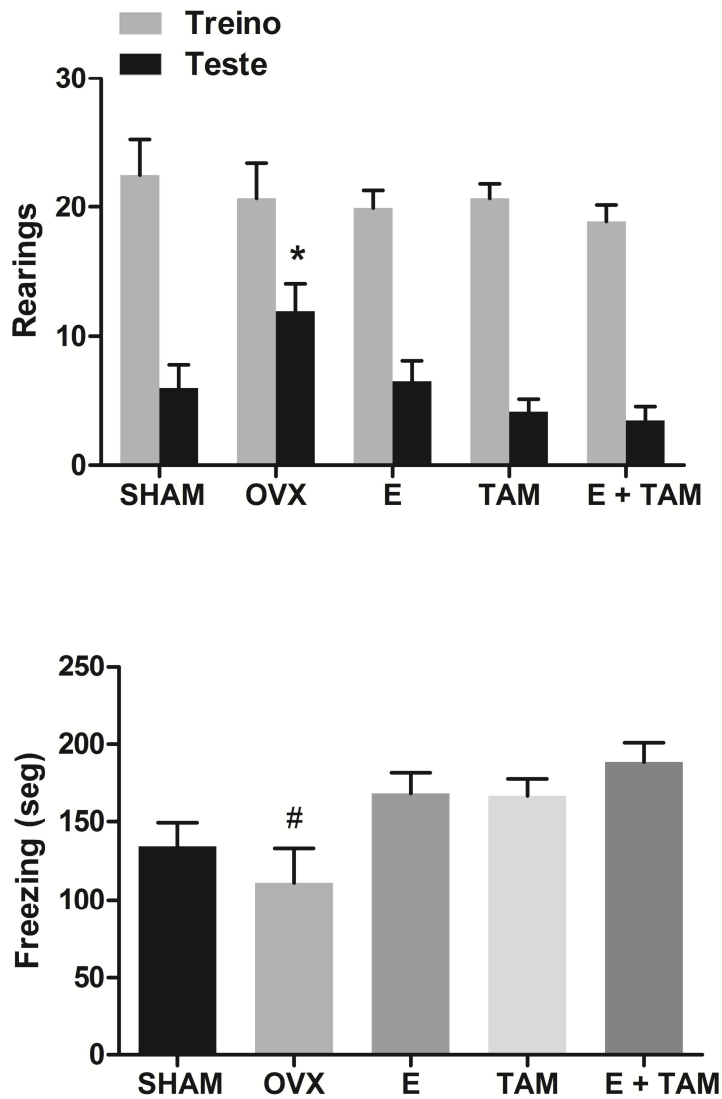 Treino
Teste
30
20
10
0
Rearings
*
SHAM OVX E TAM E + TAM
250
200
150
100
50
0
Freezing (seg)
#
SHAM OVX E TAM E + TAM